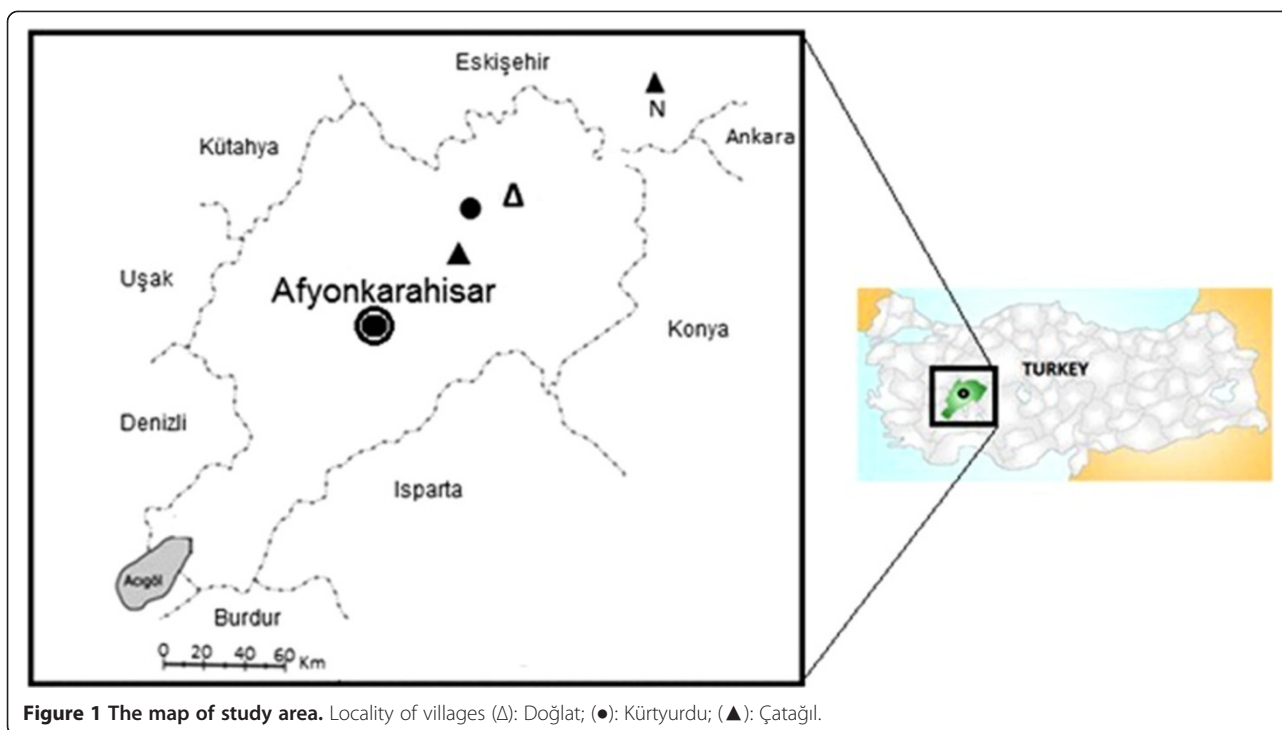 Eskişehir
▲
N
Ankara
Kütahya
Δ
●
▲
Uşak
Afyonkarahisar
Konya
TURKEY
Denizli
Isparta
Acıgöl
Burdur
0 20 40 60 Km
Figure 1 The map of study area. Locality of villages (Δ): Doğlat; (●): Kürtyurdu; (▲): Çatağıl.